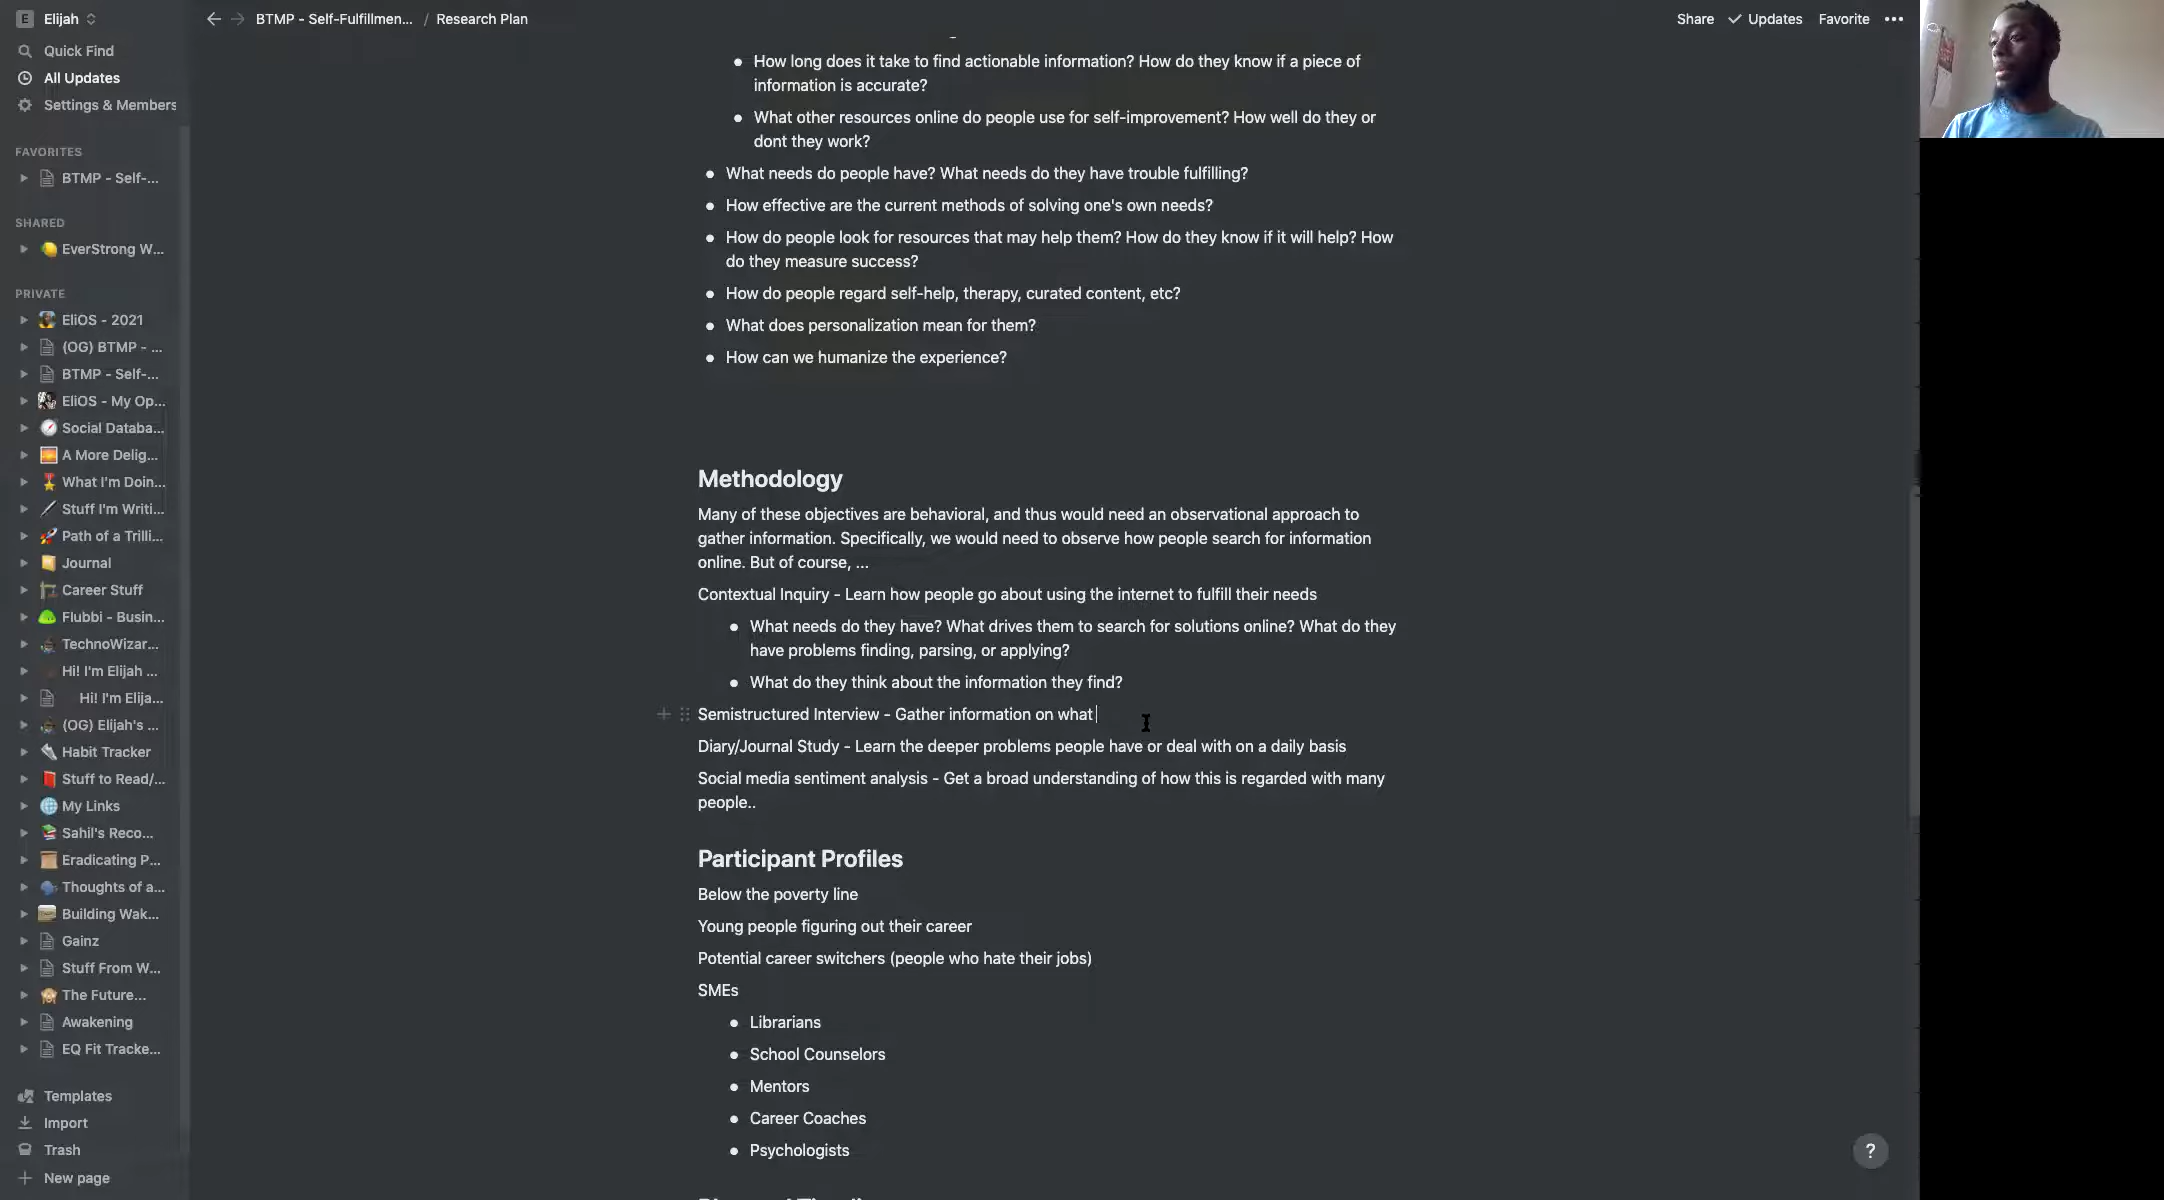 E Elijah
Quick Find
All Updates
Settings & Members
FAVORITES
BTMP - Self-...
SHARED
EverStrong W...
PRIVATE
EliOS - 2021
(OG) BTMP - ...
BTMP - Self-...
EliOS - My Op...
Social Databa...
A More Delig...
What I'm Doin...
Stuff I'm Writi...
Path of a Trilli...
Journal
Career Stuff
Flubbi - Busin...
TechnoWizar...
Hi! I'm Elijah ...
Hi! I'm Elija...
(OG) Elijah's ...
Habit Tracker
Stuff to Read/...
My Links
Sahil's Reco...
Eradicating P...
Thoughts of a...
Building Wak...
Gainz
Stuff From W...
The Future...
Awakening
EQ Fit Tracke...
Templates
Import
Trash
New page
BTMP - Self-Fulfillmen... / Research Plan
Share Updates Favorite
How long does it take to find actionable information? How do they know if a piece of
information is accurate?
What other resources online do people use for self-improvement? How well do they or
dont they work?
What needs do people have? What needs do they have trouble fulfilling?
How effective are the current methods of solving one's own needs?
How do people look for resources that may help them? How do they know if it will help? How
do they measure success?
How do people regard self-help, therapy, curated content, etc?
What does personalization mean for them?
How can we humanize the experience?
Methodology
Many of these objectives are behavioral, and thus would need an observational approach to
gather information. Specifically, we would need to observe how people search for information
online. But of course, ...
Contextual Inquiry - Learn how people go about using the internet to fulfill their needs
What needs do they have? What drives them to search for solutions online? What do they
have problems finding, parsing, or applying?
What do they think about the information they find?
Semistructured Interview - Gather information on what
Diary/Journal Study - Learn the deeper problems people have or deal with on a daily basis
Social media sentiment analysis - Get a broad understanding of how this is regarded with many
people..
Participant Profiles
Below the poverty line
Young people figuring out their career
Potential career switchers (people who hate their jobs)
SMEs
Librarians
School Counselors
Mentors
Career Coaches
Psychologists
?